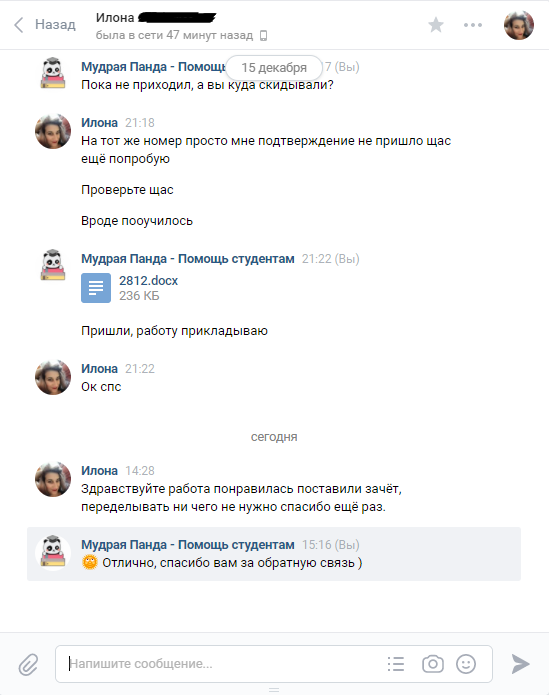 Назад
Илона
была в сети 47 минут назад
Мудрая Панда - Помощь
15 декабря
7 (Вы)
Пока не приходил, а вы куда скидывали?
Илона 21:18
На тот же номер просто мне подтверждение не пришло щас
ещё попробую
Проверьте щас
Вроде пооучилось
Мудрая Панда - Помощь студентам 21:22 (Вы)
2812.docx
236 КБ
Пришли, работу прикладываю
Илона 21:22
Ок спс
сегодня
Илона 14:28
Здравствуйте работа понравилась поставили зачёт,
переделывать ни чего не нужно спасибо ещё раз.
Мудрая Панда - Помощь студентам 15:16 (Вы)
Отлично, спасибо вам за обратную связь )
Напишите сообщение...